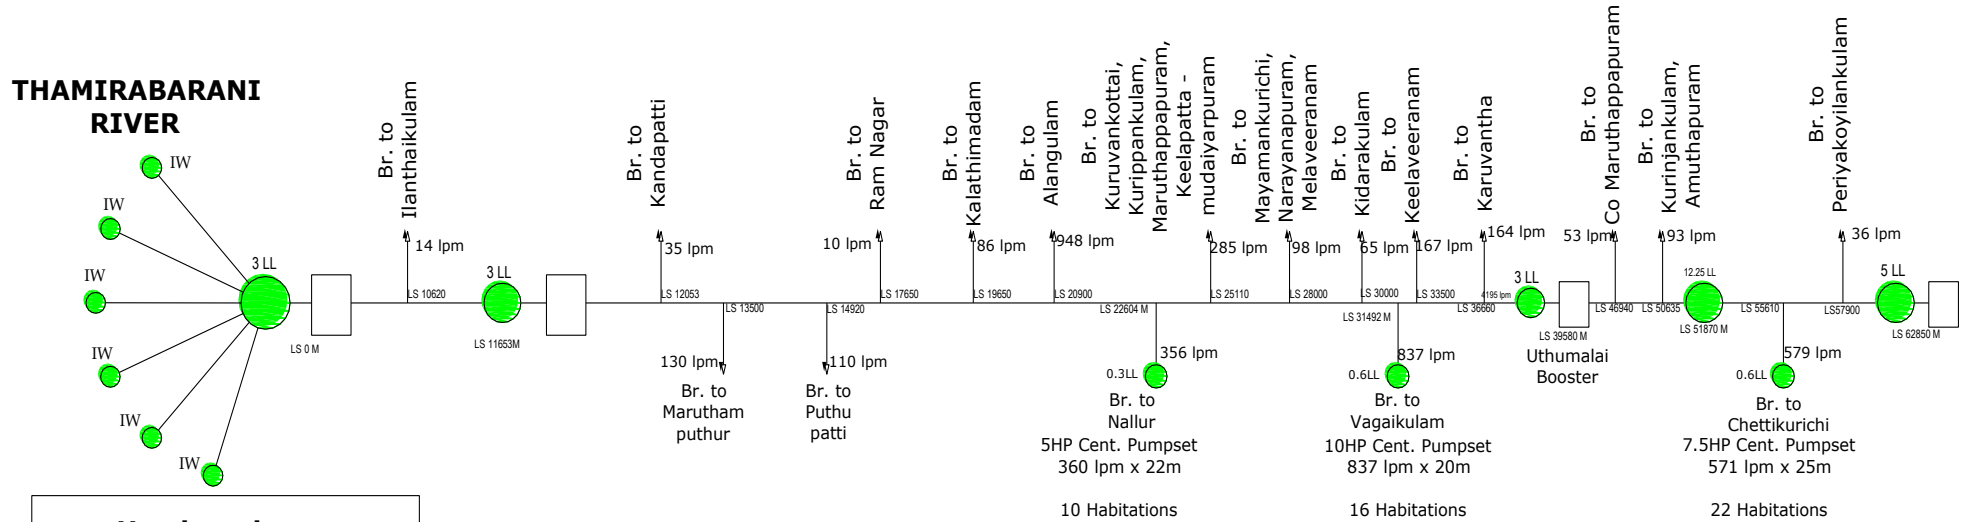 THAMIRABARANI
RIVER
IW
IW
IW
IW
IW
IW
3 LL
LS 0 M
Br. to
Ilanthaikulam
14 lpm
LS 10620
3 LL
LS 11653M
Br. to
Kandapatti
35 lpm
LS 12053
LS 13500
130 lpm
Br. to
Marutham
puthur
LS 14920
110 lpm
Br. to
Puthu
patti
Br. to
Ram Nagar
10 lpm
LS 17650
Br. to
Kalathimadam
86 lpm
LS 19650
Br. to
Alangulam
948 lpm
LS 20900
LS 22604 M
356 lpm
0.3LL
Br. to
Nallur
5HP Cent. Pumpset
360 lpm x 22m
10 Habitations
Br. to
Kuruvankottai,
Kurippankulam,
Maruthappapuram,
Keelapatta -
mudaiyarpuram
285 lpm
LS 25110
Br. to
Mayamankurichi,
Narayanapuram,
Melaveeranam
98 lpm
LS 28000
Br. to
Kidarakulam
65 lpm
LS 30000
LS 31492 M
837 lpm
0.6LL
Br. to
Vagaikulam
10HP Cent. Pumpset
837 lpm x 20m
16 Habitations
Br. to
Keelaveeranam
167 lpm
LS 33500
Br. to
Karuvantha
164 lpm
LS 36660
4195 lpm
3 LL
LS 39580 M
Uthumalai
Booster
Br. to
Co Maruthappapuram
53 lpm
LS 46940
Br. to
Kurinjankulam,
Amuthapuram
93 lpm
LS 50635
12.25 LL
LS 51870 M
LS 55610
579 lpm
0.6LL
Br. to
Chettikurichi
7.5HP Cent. Pumpset
571 lpm x 25m
22 Habitations
Br. to
Periyakoyilankulam
36 lpm
LS57900
5 LL
LS 62850 M